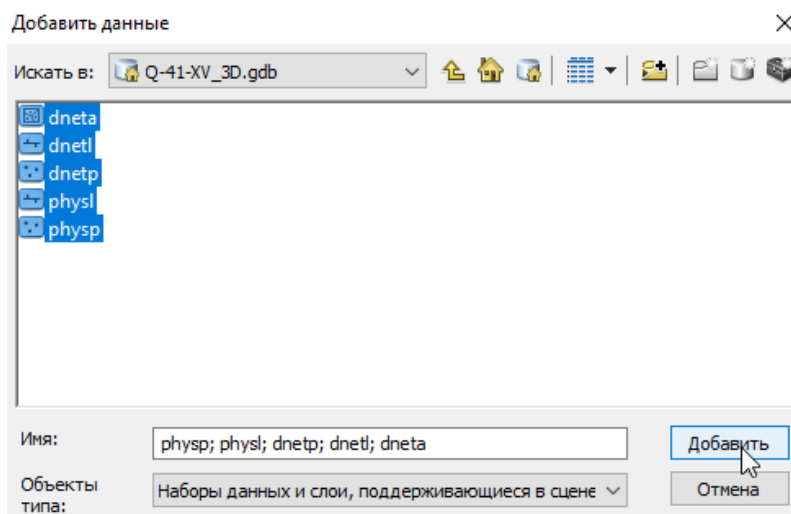 Добавить данные
Искать в: Q-41-XV_3D.gdb
dneta
dnetl
dnetp
physl
physp
Имя: physp; physl; dnetp; dnetl; dneta Добавить
Объекты типа: Наборы данных и слои, поддерживающиеся в сцене Отмена